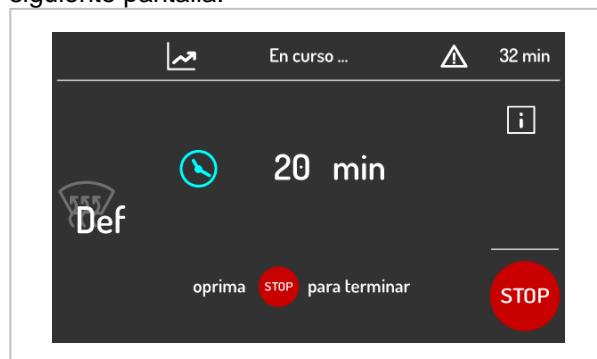 siguiente pantalla:
En curso ... 32 min
i
20 min
Def
oprima STOP para terminar
STOP